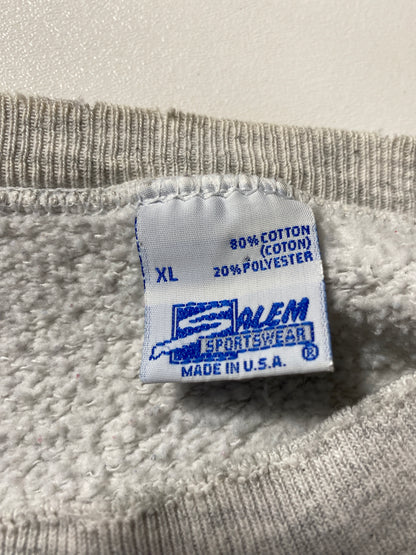 80% COTTON
(COTON)
XL 20% POLYESTER
SALEM
SPORTSWEAR ®
MADE IN U.S.A.